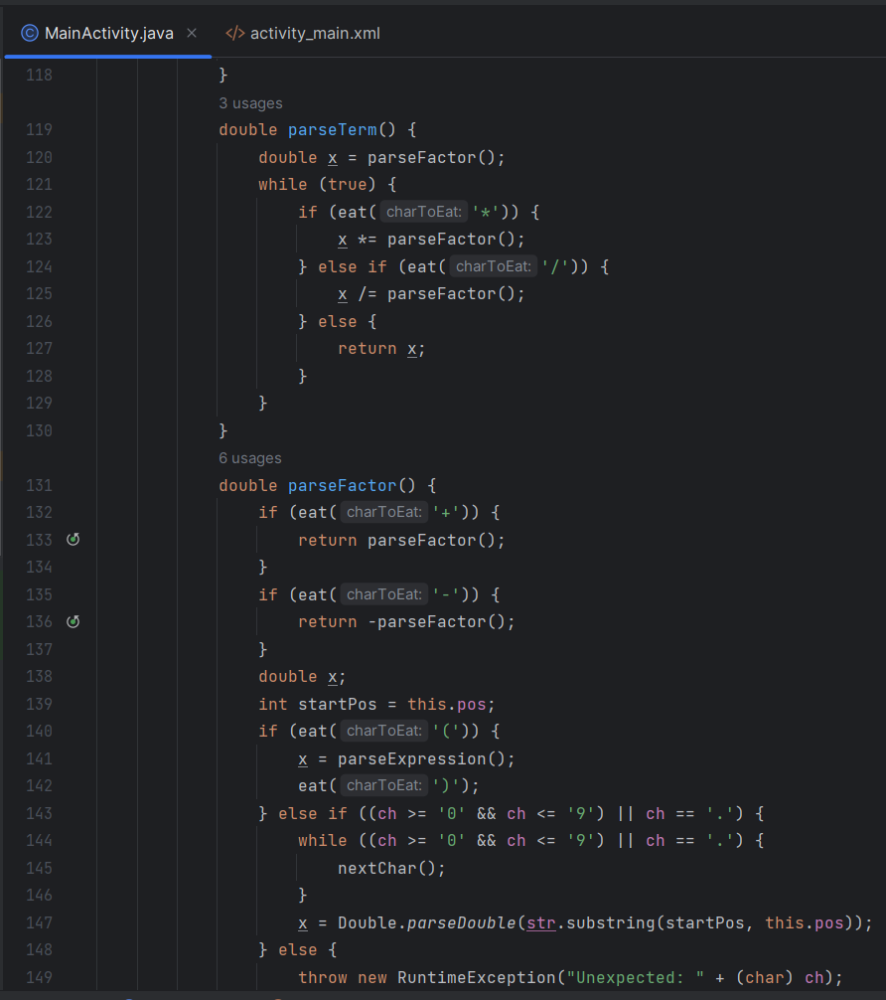 MainActivity.java
activity_main.xml
118 }
3 usages
119 double parseTerm() {
120 double x = parseFactor();
121 while (true) {
122 if (eat( charToEat: '*')) {
123 x *= parseFactor();
124 } else if (eat( charToEat: '/')) {
125 x /= parseFactor();
126 } else {
127 return x;
128 }
129 }
130 }
6 usages
131 double parseFactor() {
132 if (eat( charToEat: '+')) {
133 return parseFactor();
134 }
135 if (eat( charToEat: '-')) {
136 return -parseFactor();
137 }
138 double x;
139 int startPos = this.pos;
140 if (eat( charToEat: '(')) {
141 x = parseExpression();
142 eat( charToEat: ')');
143 } else if ((ch >= '0' && ch <= '9') || ch == '.') {
144 while ((ch >= '0' && ch <= '9') || ch == '.') {
145 nextChar();
146 }
147 x = Double.parseDouble(str.substring(startPos, this.pos));
148 } else {
149 throw new RuntimeException("Unexpected: " + (char) ch);